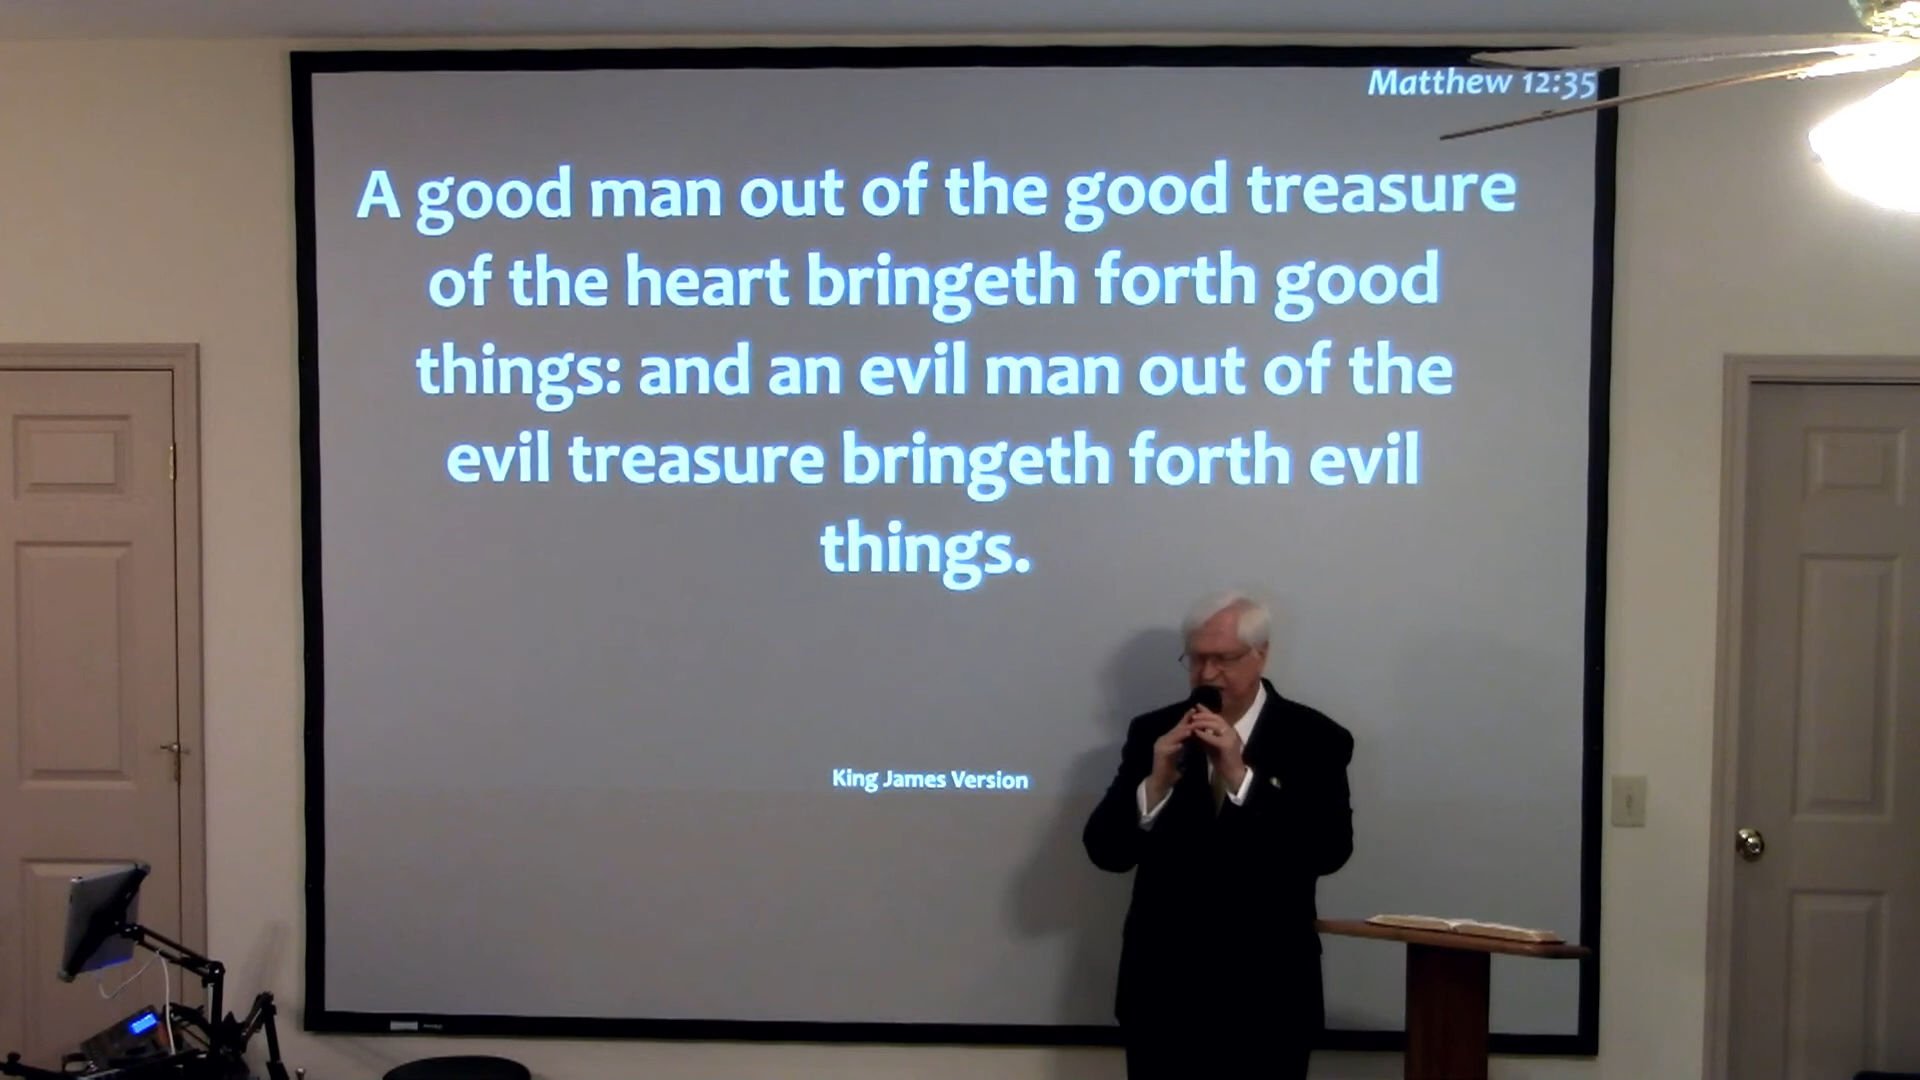 Matthew 12:35
A good man out of the good treasure
of the heart bringeth forth good
things: and an evil man out of the
evil treasure bringeth forth evil
things.
King James Version